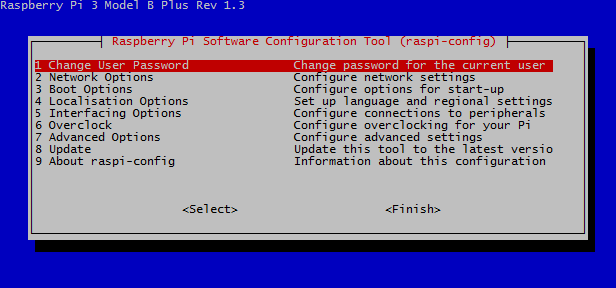 Raspberry Pi 3 Model B Plus Rev 1.3
Raspberry Pi Software Configuration Tool (raspi-config)
1 Change User Password Change password for the current user
2 Network Options Configure network settings
3 Boot Options Configure options for start-up
4 Localisation Options Set up language and regional settings
5 Interfacing Options Configure connections to peripherals
6 Overclock Configure overclocking for your Pi
7 Advanced Options Configure advanced settings
8 Update Update this tool to the latest versio
9 About raspi-config Information about this configuration
<Select> <Finish>